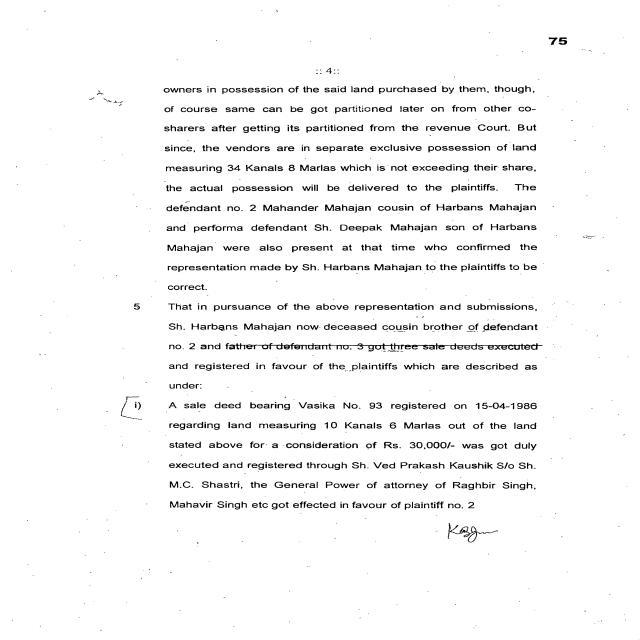 75
:: 4::
owners in possession of the said land purchased by them, though,
of course same can be got partitioned later on from other co-
sharers after getting its partitioned from the revenue Court. But
since, the vendors are in separate exclusive possession of land
measuring 34 Kanals 8 Marlas which is not exceeding their share,
the actual possession will be delivered to the plaintiffs. The
defendant no. 2 Mahander Mahajan cousin of Harbans Mahajan
and performa defendant Sh. Deepak Mahajan son of Harbans
Mahajan were also present at that time who confirmed the
representation made by Sh. Harbans Mahajan to the plaintiffs to be
correct.
5 That in pursuance of the above representation and submissions,
Sh. Harbans Mahajan now deceased cousin brother of defendant
no. 2 and father of defendant no. 3 got three sale deeds executed
and registered in favour of the plaintiffs which are described as
under:
i) A sale deed bearing Vasika No. 93 registered on 15-04-1986
regarding land measuring 10 Kanals 6 Marlas out of the land
stated above for a consideration of Rs. 30,000/- was got duly
executed and registered through Sh. Ved Prakash Kaushik S/o Sh.
M.C. Shastri, the General Power of attorney of Raghbir Singh,
Mahavir Singh etc got effected in favour of plaintiff no. 2